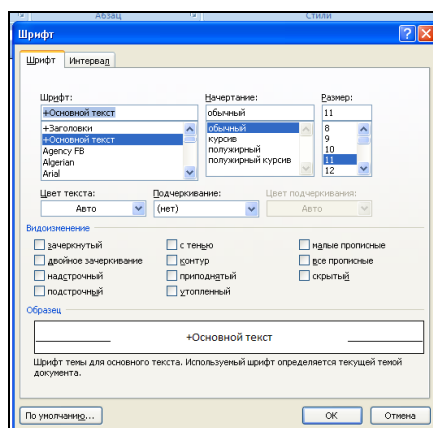 Абзац Стили
Шрифт
Шрифт Интервал
Шрифт: Начертание: Размер:
+Основной текст обычный 11
+Заголовки обычный 8
+Основной текст курсив 9
Agency FB полужирный 10
Algerian полужирный курсив 11
Arial 12
Цвет текста: Подчеркивание: Цвет подчеркивания:
Авто (нет) Авто
Видоизменение
зачеркнутый с тенью малые прописные
двойное зачеркивание контур все прописные
надстрочный приподнятый скрытый
подстрочный утопленный
Образец
+Основной текст
Шрифт темы для основного текста. Используемый шрифт определяется текущей темой
документа.
По умолчанию... ОК Отмена